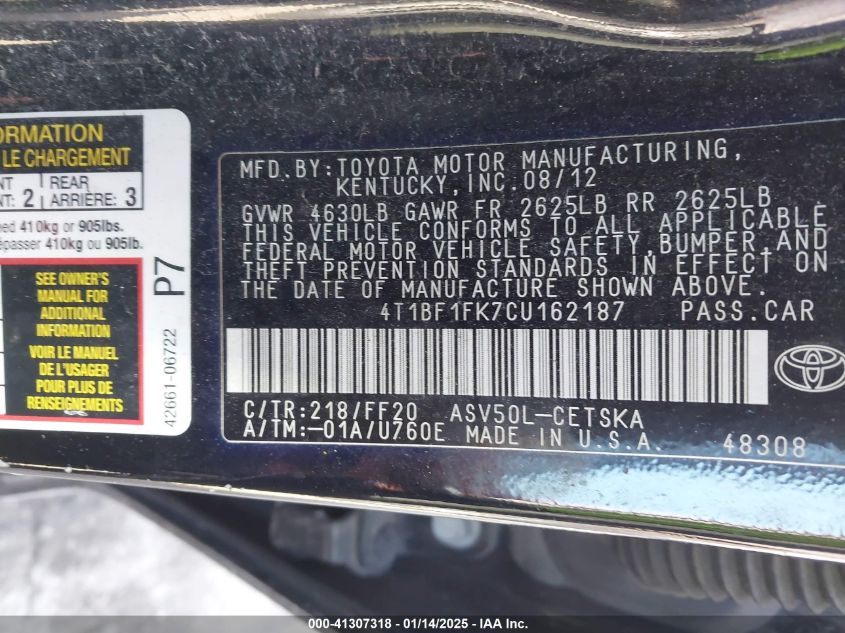 ORMATION
LE CHARGEMENT
NT 2 REAR 3
NT: ARRIÈRE:
ed 410kg or 905lbs.
épasser 410kg ou 905lb.
SEE OWNER'S
MANUAL FOR
ADDITIONAL
INFORMATION
VOIR LE MANUEL
DE L'USAGER
POUR PLUS DE
RENSEIGNEMENTS
P7
42661-06722
MFD.BY:TOYOTA MOTOR MANUFACTURING,
KENTUCKY,INC.08/12
GVWR 4630LB GAWR FR 2625LB RR 2625LB
THIS VEHICLE CONFORMS TO ALL APPLICABLE
FEDERAL MOTOR VEHICLE SAFETY,BUMPER,AND
THEFT PREVENTION STANDARDS IN EFFECT ON
THE DATE OF MANUFACTURE SHOWN ABOVE.
4T1BF1FK7CU162187 PASS.CAR
C/TR:218/FF20 ASV50L-CETSKA
A/TM:-01A/U760E MADE IN U.S.A. 48308
000-41307318 - 01/14/2025 - IAAI.COM